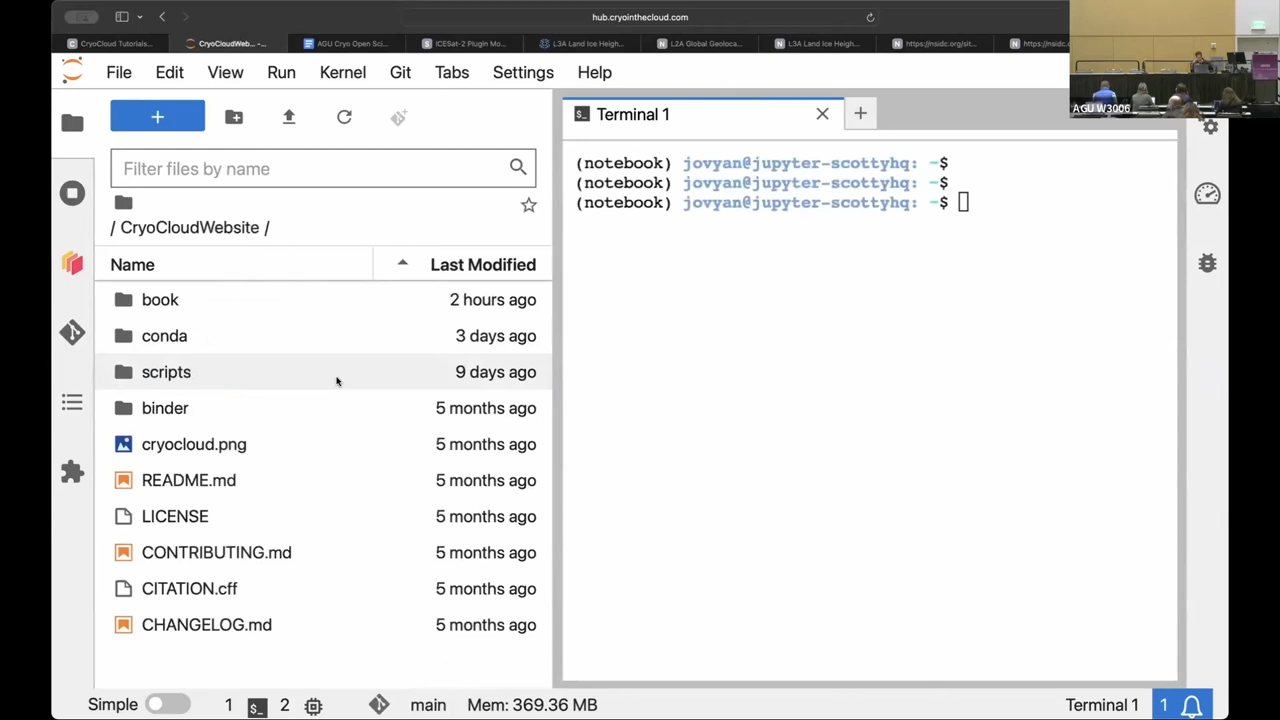 hub.cryointhecloud.com
CryoCloud Tutorials...
CryoCloudWeb... -...
AGU Cryo Open Sci...
ICESat-2 Plugin Mo...
L3A Land Ice Heigh...
L2A Global Geoloca...
L3A Land Ice Heigh...
https://nsidc.org/sit...
https://nsidc.
AGU W3006
File Edit View Run Kernel Git Tabs Settings Help
Terminal 1
Filter files by name
/ CryoCloudWebsite /
Name Last Modified
book 2 hours ago
conda 3 days ago
scripts 9 days ago
binder 5 months ago
cryocloud.png 5 months ago
README.md 5 months ago
LICENSE 5 months ago
CONTRIBUTING.md 5 months ago
CITATION.cff 5 months ago
CHANGELOG.md 5 months ago
(notebook) jovyan@jupyter-scottyhq: ~$
(notebook) jovyan@jupyter-scottyhq: ~$
(notebook) jovyan@jupyter-scottyhq: ~$
Simple 1 2 main Mem: 369.36 MB Terminal 1 1